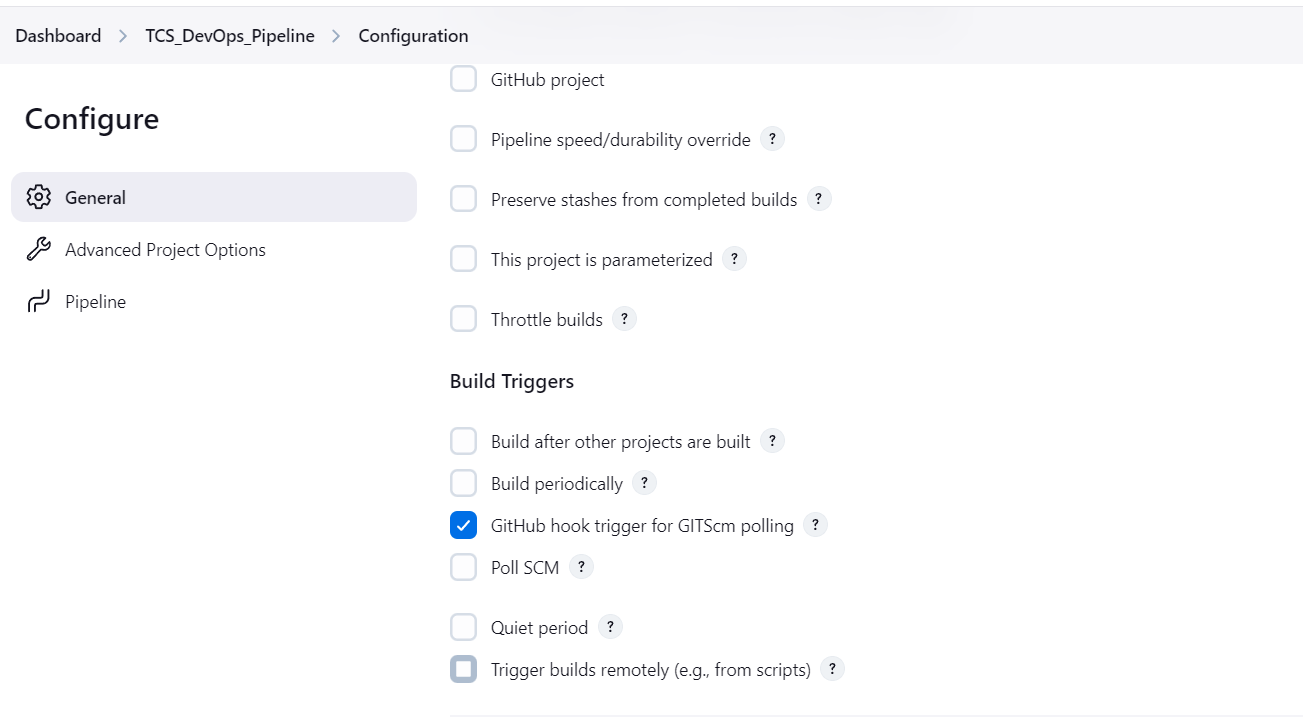 Dashboard > TCS_DevOps_Pipeline > Configuration
Configure
General
Advanced Project Options
Pipeline
GitHub project
Pipeline speed/durability override ?
Preserve stashes from completed builds ?
This project is parameterized ?
Throttle builds ?
Build Triggers
Build after other projects are built ?
Build periodically ?
GitHub hook trigger for GITScm polling ?
Poll SCM ?
Quiet period ?
Trigger builds remotely (e.g., from scripts) ?